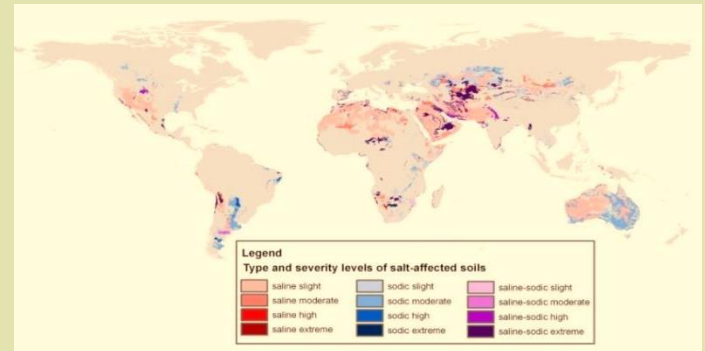 Legend
Type and severity levels of salt-affected soils
saline slight sodic slight saline-sodic slight
saline moderate sodic moderate saline-sodic moderate
saline high sodic high saline-sodic high
saline extreme sodic extreme saline-sodic extreme